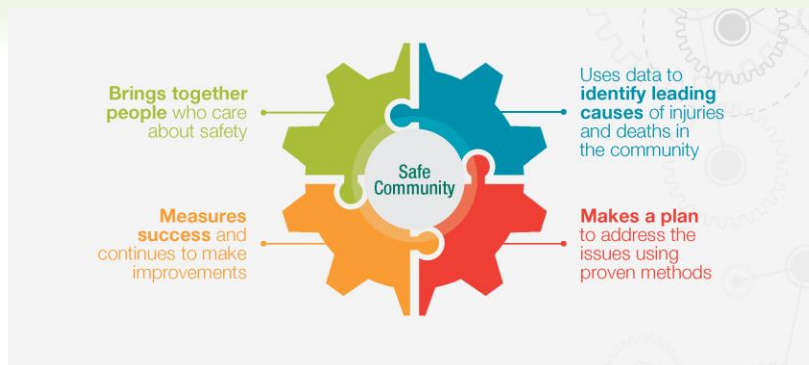 Brings together
people who care
about safety
Uses data to
identify leading
causes of injuries
and deaths in
the community
Safe
Community
Measures
success and
continues to make
improvements
Makes a plan
to address the
issues using
proven methods